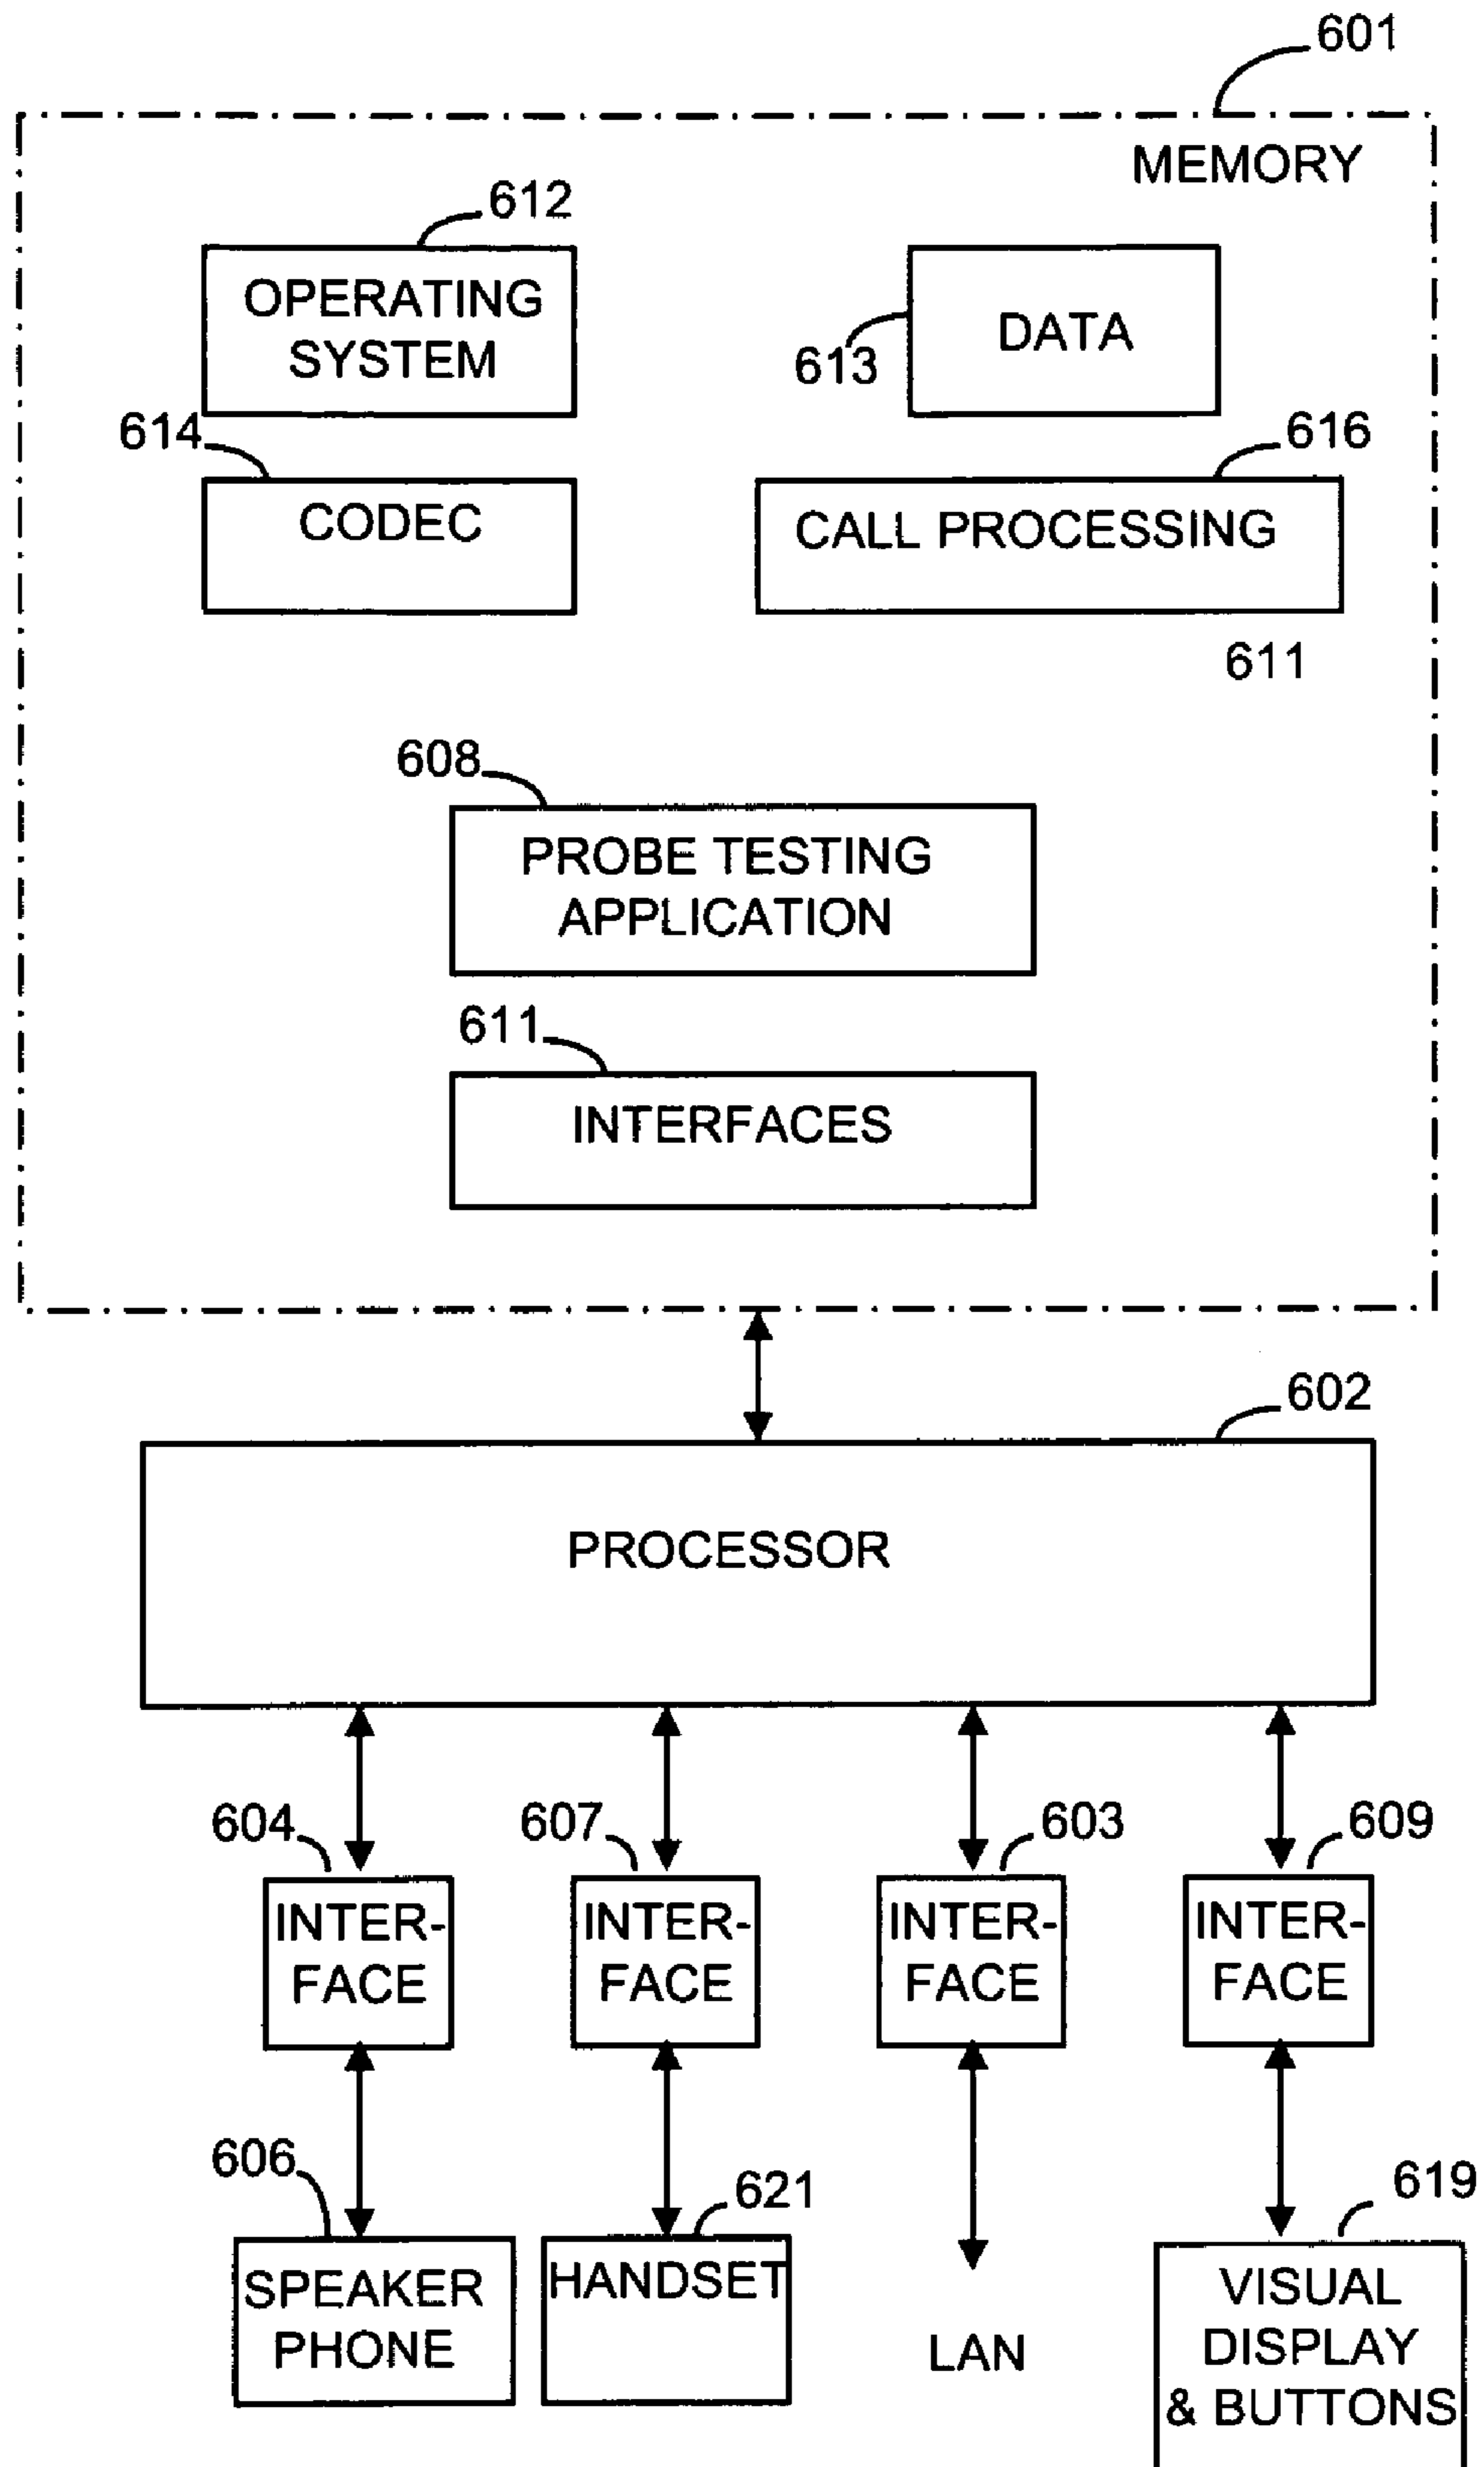 601
MEMORY
612
OPERATING
SYSTEM
613
DATA
614
CODEC
616
CALL PROCESSING
611
608
PROBE TESTING
APPLICATION
611
INTERFACES
602
PROCESSOR
604
INTER-
FACE
607
INTER-
FACE
603
INTER-
FACE
609
INTER-
FACE
606
SPEAKER
PHONE
621
HANDSET
LAN
619
VISUAL
DISPLAY
& BUTTONS